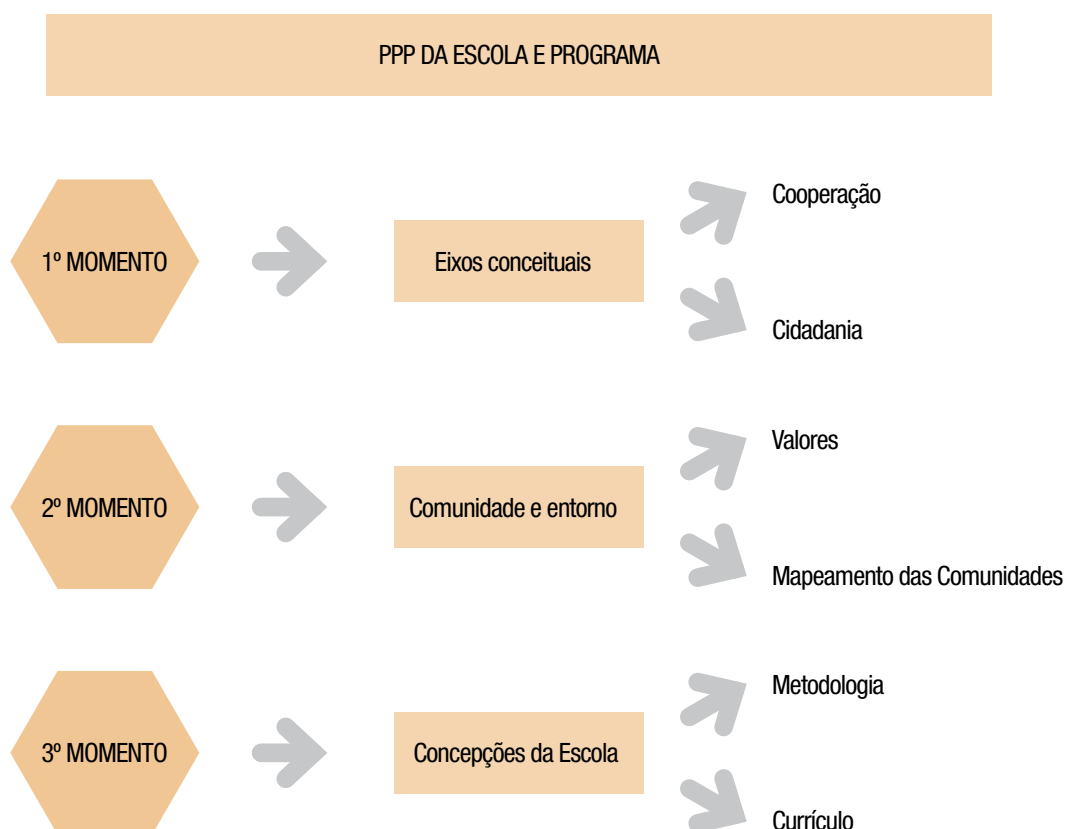 PPP DA ESCOLA E PROGRAMA
Cooperação
1º MOMENTO
Eixos conceituais
Cidadania
Valores
2º MOMENTO
Comunidade e entorno
Mapeamento das Comunidades
Metodologia
3º MOMENTO
Concepções da Escola
Currículo